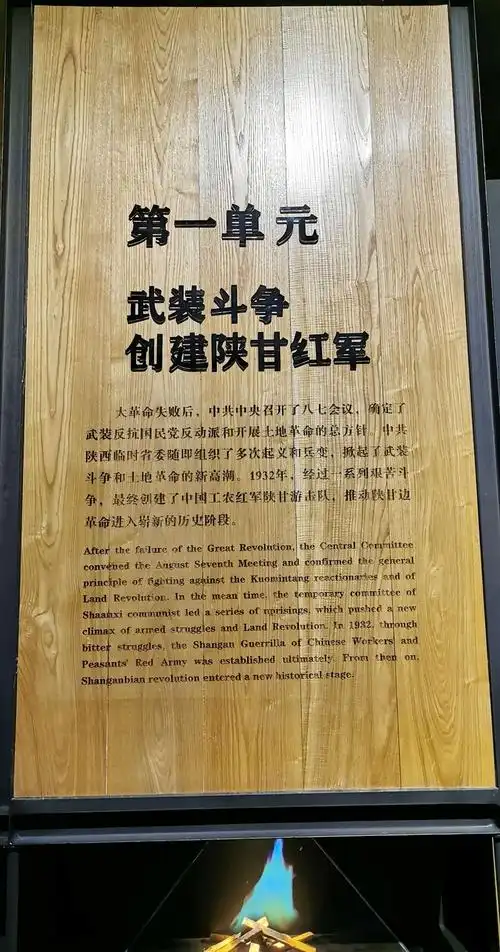 第一单元
武装斗争
创建陕甘红军
大革命失败后，中共中央召开了八七会议，确定了
武装反抗国民党反动派和开展土地革命的总方针。中共
陕西临时省委随即组织了多次起义和兵变，掀起了武装
斗争和土地革命的新高潮。1932年，经过一系列艰苦斗
争，最终创建了中国工农红军陕甘游击队，推动陕甘边
革命进入崭新的历史阶段。
After the failure of the Great Revolution, the Central Committee
convened the August Seventh Meeting and confirmed the general
principle of fighting against the Kuomintang reactionaries and of
Land Revolution. In the mean time, the temporary committee of
Shaanxi communist led a series of uprisings, which pushed a new
climax of armed struggles and Land Revolution. In 1932, through
bitter struggles, the Shangan Guerrilla of Chinese Workers' and
Peasants' Red Army was established ultimately. From then on,
Shanganbian revolution entered a new historical stage.